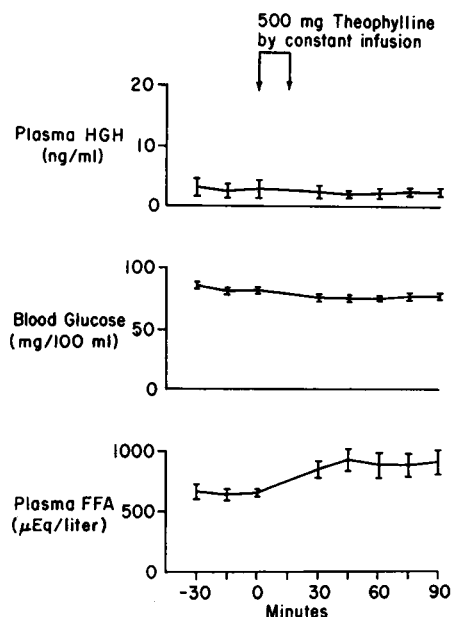 500 mg Theophylline
by constant infusion
20
Plasma HGH
(ng/ml)
10
0
100
Blood Glucose
(mg/100 ml)
50
0
1000
Plasma FFA
(μEq/liter)
500
0
-30 0 30 60 90
Minutes